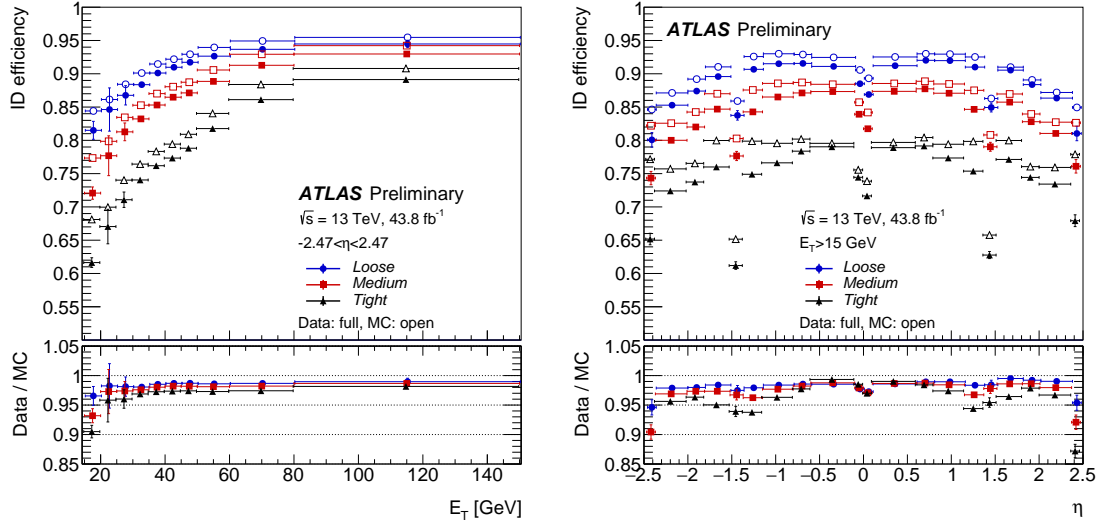 ID efficiency
0.95
0.9
0.85
0.8
0.75
0.7
0.65
0.6
0.55
ATLAS Preliminary
√s = 13 TeV, 43.8 fb⁻¹
-2.47<η<2.47
Loose
Medium
Tight
Data: full, MC: open
Data / MC
1.05
1
0.95
0.9
0.85
20 40 60 80 100 120 140
E_T [GeV]
ID efficiency
1
0.95
0.9
0.85
0.8
0.75
0.7
0.65
0.6
0.55
ATLAS Preliminary
√s = 13 TeV, 43.8 fb⁻¹
E_T>15 GeV
Loose
Medium
Tight
Data: full, MC: open
Data / MC
1.05
1
0.95
0.9
0.85
−2.5 −2 −1.5 −1 −0.5 0 0.5 1 1.5 2 2.5
η